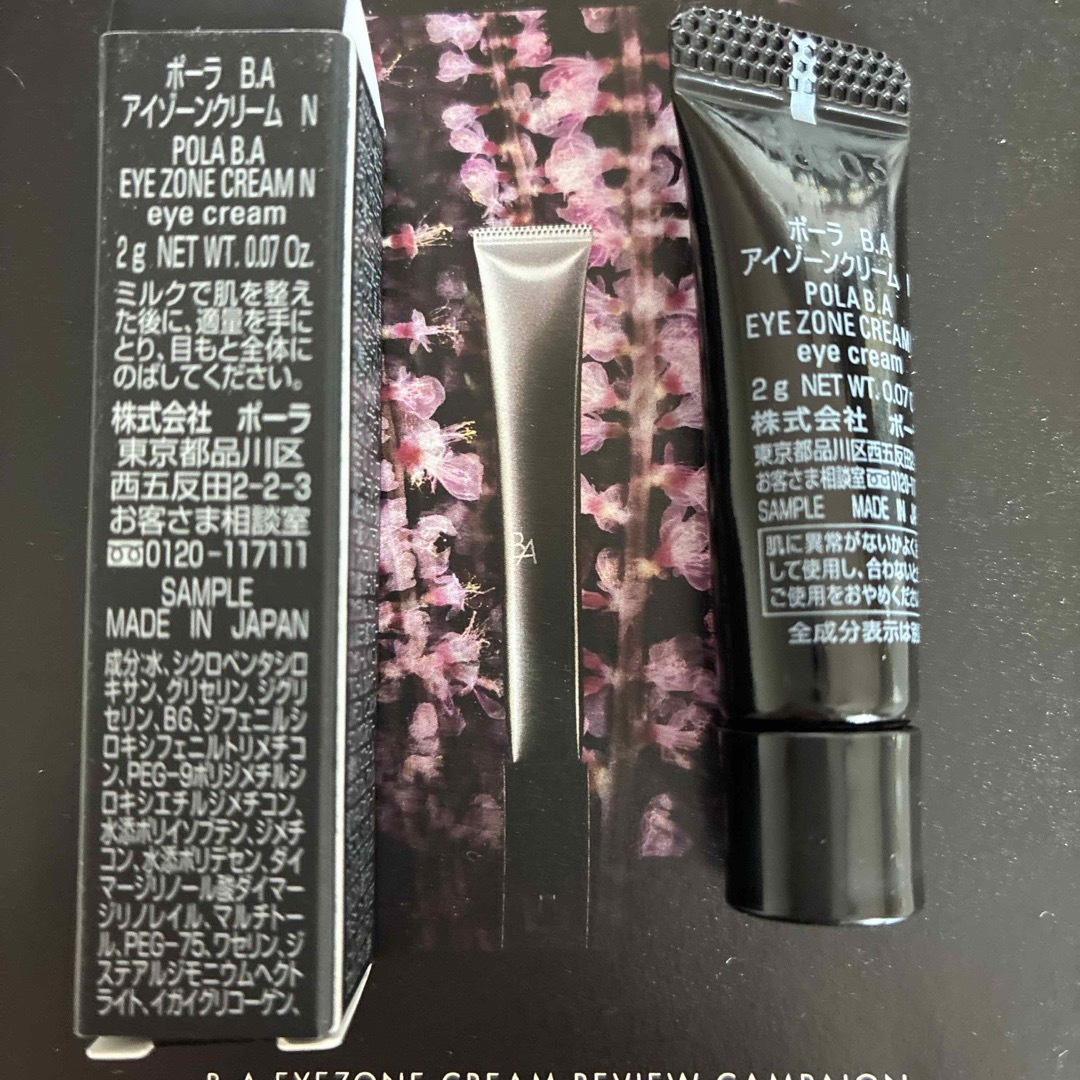 ポーラ B.A
アイゾーンクリーム N
POLA B.A
EYE ZONE CREAM N
eye cream
2g NET WT. 0.07 Oz.
ミルクで肌を整え
た後に、適量を手に
とり、目もと全体に
のばしてください。
株式会社 ポーラ
東京都品川区
西五反田2-2-3
お客さま相談室
0120-117111
SAMPLE
MADE IN JAPAN
成分:水、シクロペンタシロ
キサン、グリセリン、ジグリ
セリン、BG、ジフェニルシ
ロキシフェニルトリメチコ
ン、PEG-9ポリジメチルシ
ロキシエチルジメチコン、
水添ポリイソブテン、ジメチ
コン、水添ポリデセン、ダイ
マージリノール酸ダイマー
ジリノレイル、マルチトー
ル、PEG-75、ワセリン、ジ
ステアルジモニウムヘクト
ライト、イガイグリコーゲン、
BA
ポーラ B.A
アイゾーンクリーム
POLA B.A
EYE ZONE CREAM
eye cream
2g NET WT. 0.07
株式会社 ポー
東京都品川区西五反田
お客さま相談室 0120-
SAMPLE MADE IN
肌に異常がないかよく
して使用し、合わないと
ご使用をおやめくださ
全成分表示は
B.A EYEZONE CREAM REVIEW CAMPAIGN